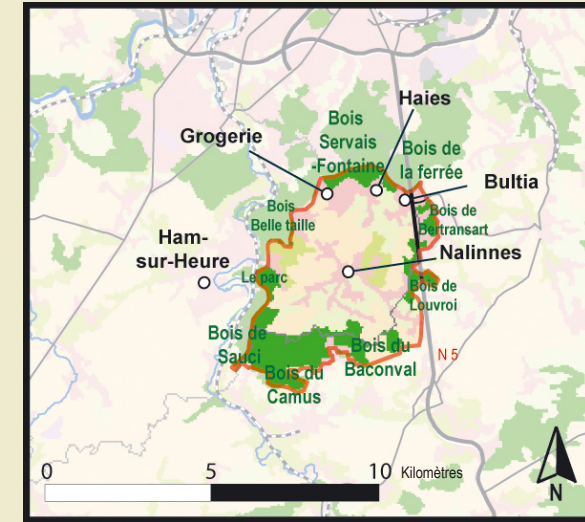 Haies
Bois
Servais
-Fontaine
Grogerie
Bois de
la ferrée
Bultia
Bois
Belle taille
Bois de
Bertransart
Ham-
sur-Heure
Nalinnes
Le parc
Bois de
Louvroi
Bois de
Sauci
Bois du
Baconval
N 5
Bois du
Camus
0
5
10
Kilomètres
N